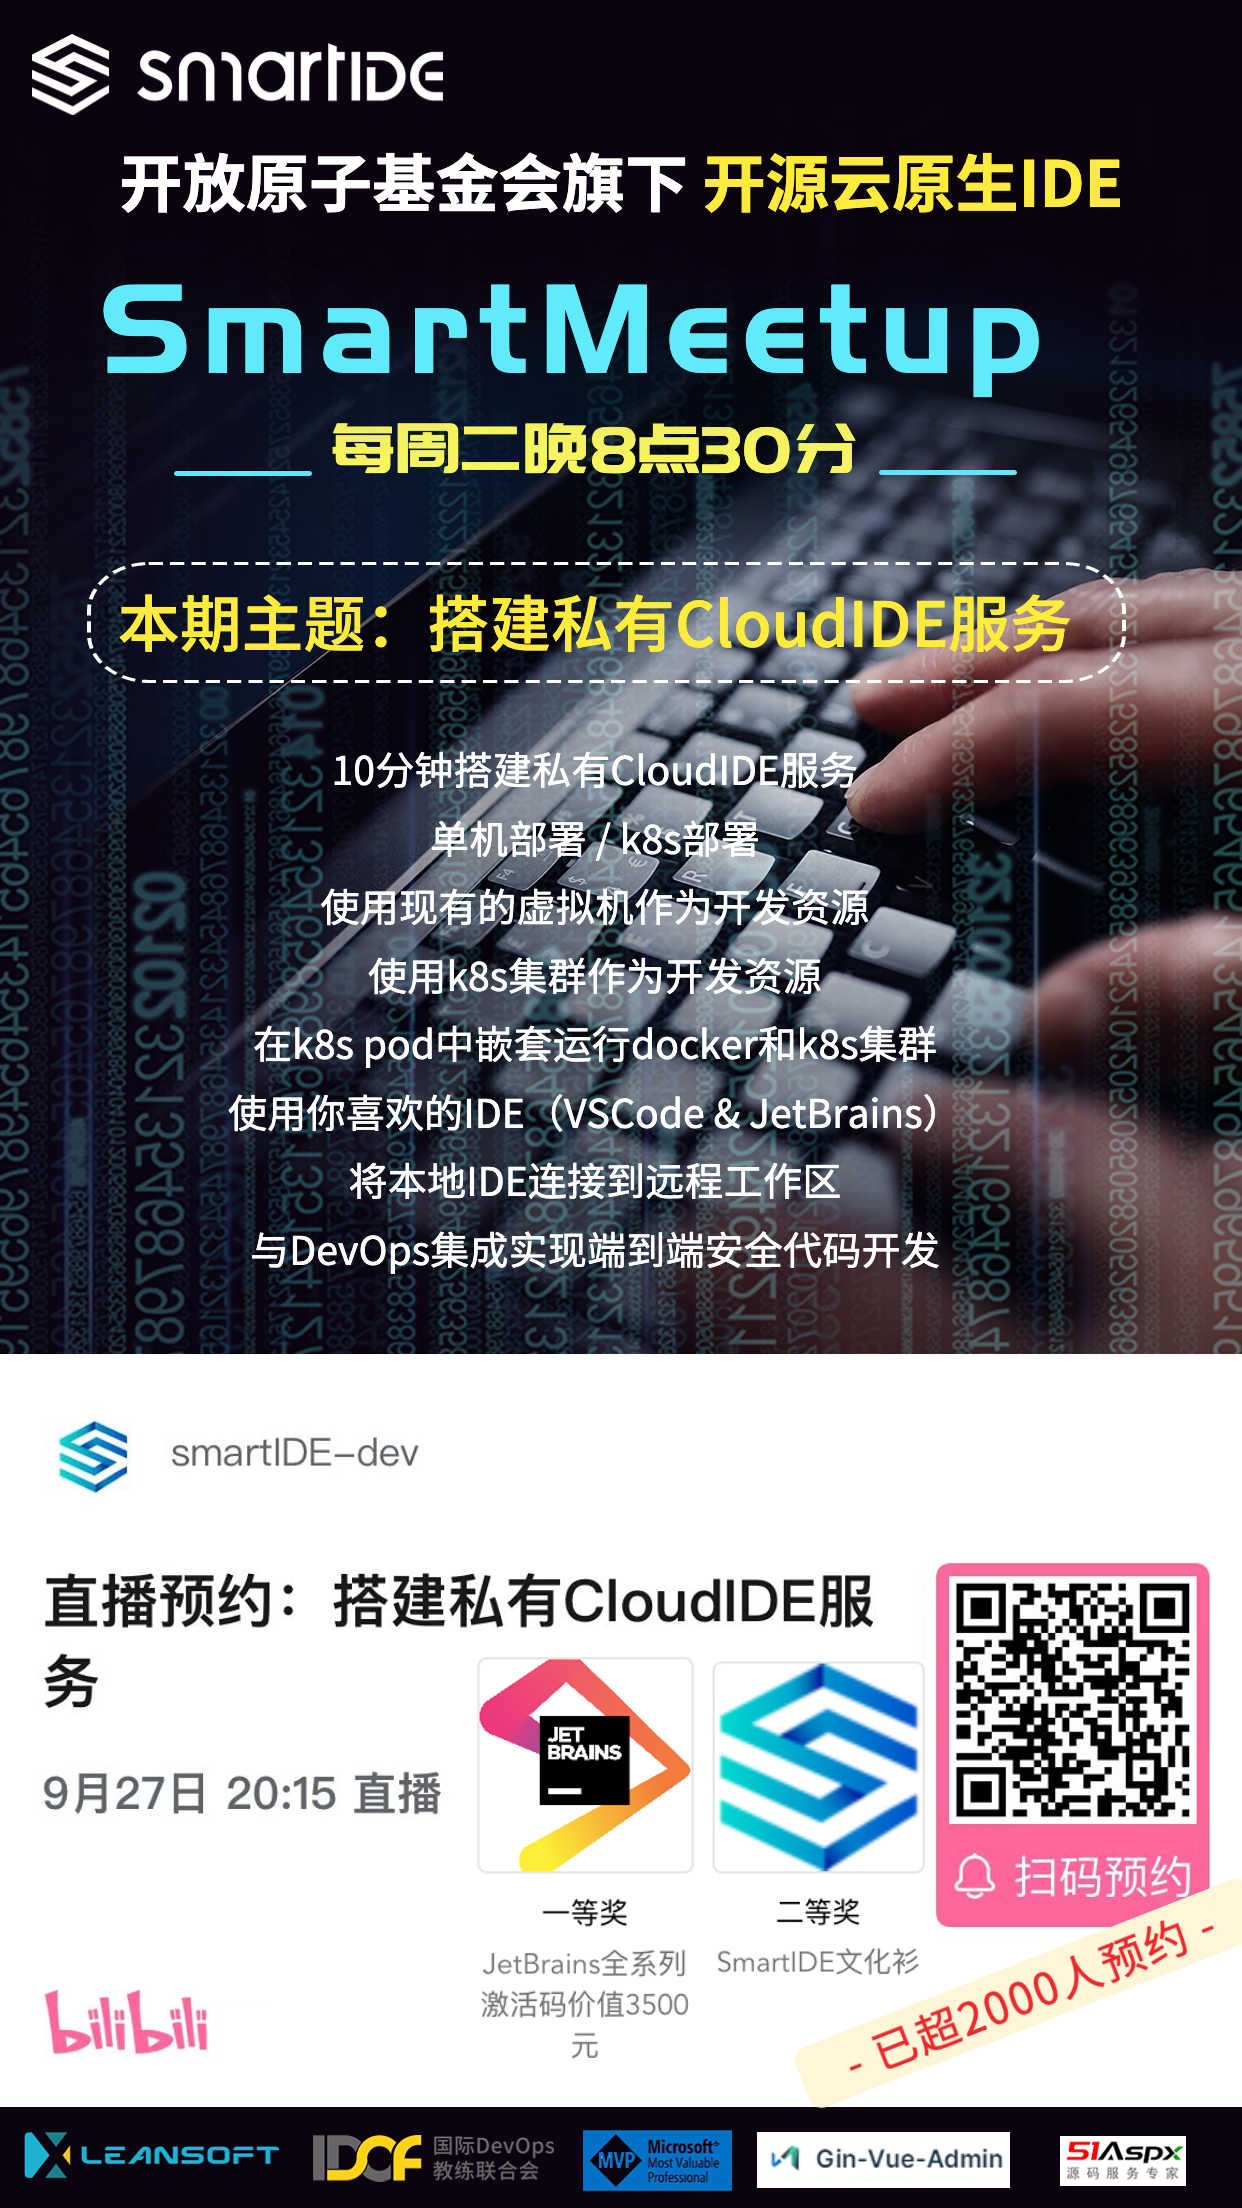 smartIDE
开放原子基金会旗下 开源云原生IDE
SmartMeetup
每周二晚8点30分
本期主题：搭建私有CloudIDE服务
10分钟搭建私有CloudIDE服务
单机部署 / k8s部署
使用现有的虚拟机作为开发资源
使用k8s集群作为开发资源
在k8s pod中嵌套运行docker和k8s集群
使用你喜欢的IDE（VSCode & JetBrains）
将本地IDE连接到远程工作区
与DevOps集成实现端到端安全代码开发
smartIDE-dev
直播预约：搭建私有CloudIDE服
务
9月27日 20:15 直播
JET
BRAINS
一等奖
JetBrains全系列
激活码价值3500
元
二等奖
SmartIDE文化衫
扫码预约
- 已超2000人预约 -
bilibili
LEANSOFT
IDCF
国际DevOps
教练联合会
MVP
Microsoft
Most Valuable
Professional
Gin-Vue-Admin
51Aspx
源码服务专家